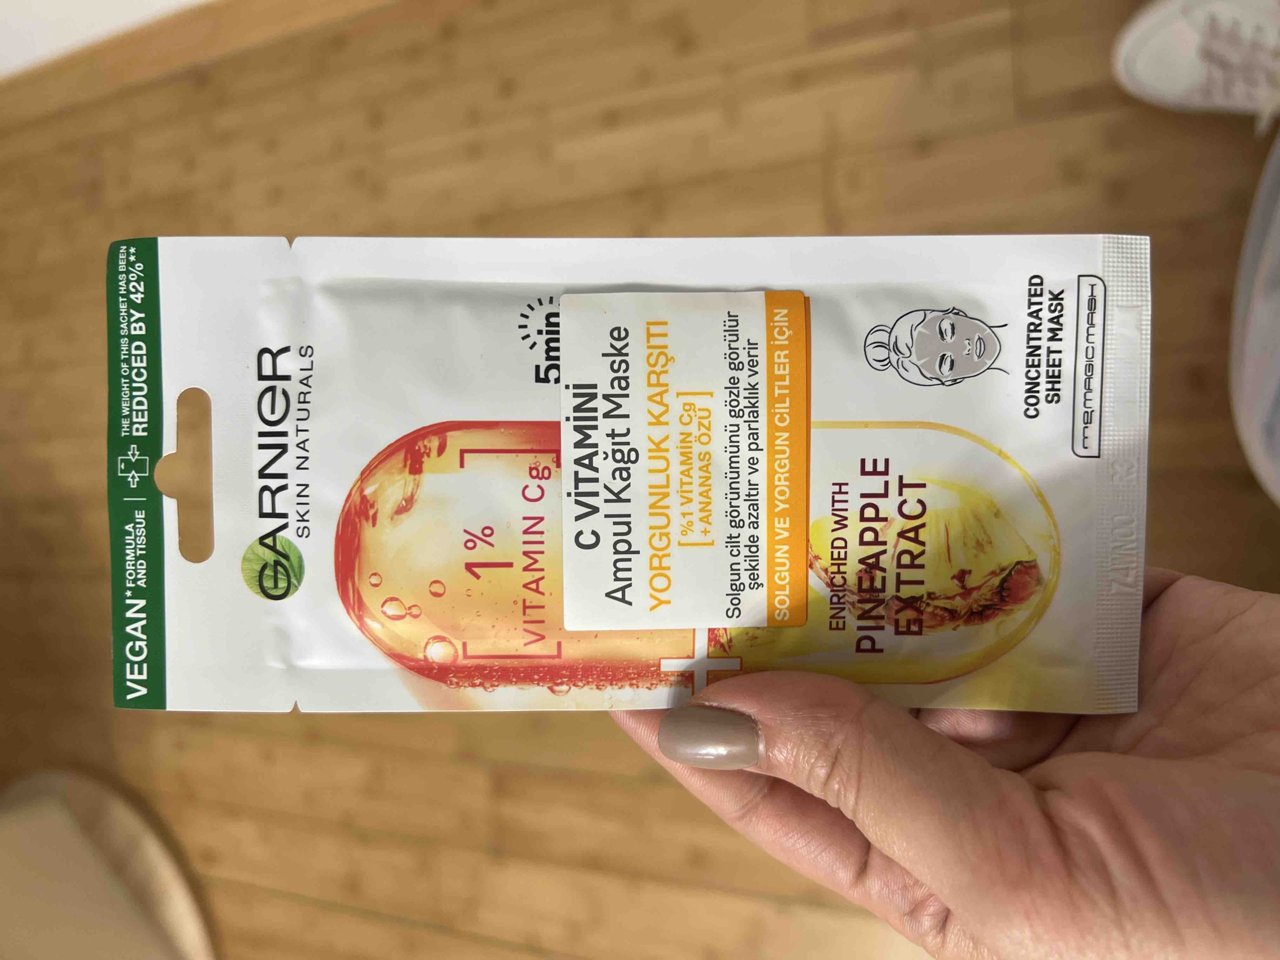 VEGAN* FORMULA
AND TISSUE
THE WEIGHT OF THIS SACHET HAS BEEN
REDUCED BY 42%**
GARNIER
SKIN NATURALS
5min
1%
VITAMIN Cg
C VİTAMİNİ
Ampul Kağıt Maske
YORGUNLUK KARŞITI
[%1 VİTAMİN Cg
+ANANAS ÖZÜ]
Solgun cilt görünümünü gözle görülür
şekilde azaltır ve parlaklık verir
SOLGUN VE YORGUN CİLTLER İÇİN
+
ENRICHED WITH
PINEAPPLE
EXTRACT
CONCENTRATED
SHEET MASK